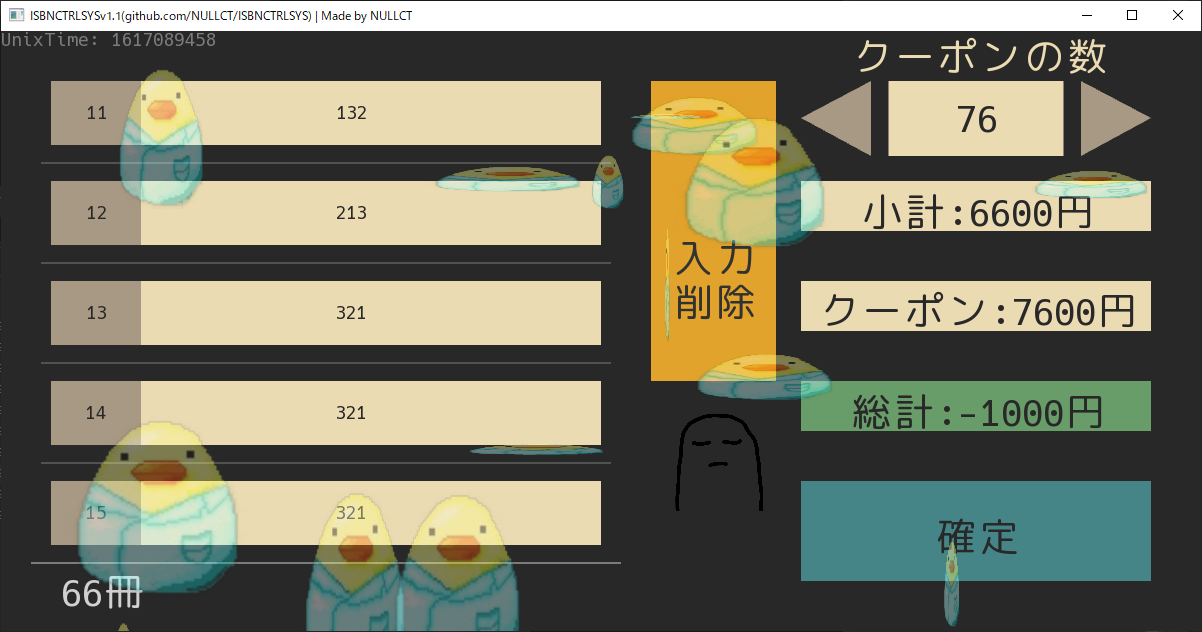 ISBNCTRLSYSv1.1(github.com/NULLCT/ISBNCTRLSYS) | Made by NULLCT
UnixTime: 1617089458
クーポンの数
11 132
76
12 213
小計:6600円
入力
削除
13 321
クーポン:7600円
14 321
総計:-1000円
15 321
確定
66冊